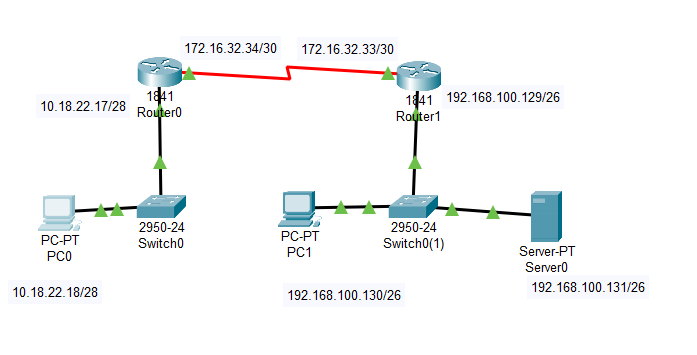 172.16.32.34/30
172.16.32.33/30
1841
Router0
10.18.22.17/28
1841
Router1
192.168.100.129/26
PC-PT
PC0
2950-24
Switch0
PC-PT
PC1
2950-24
Switch0(1)
Server-PT
Server0
10.18.22.18/28
192.168.100.130/26
192.168.100.131/26